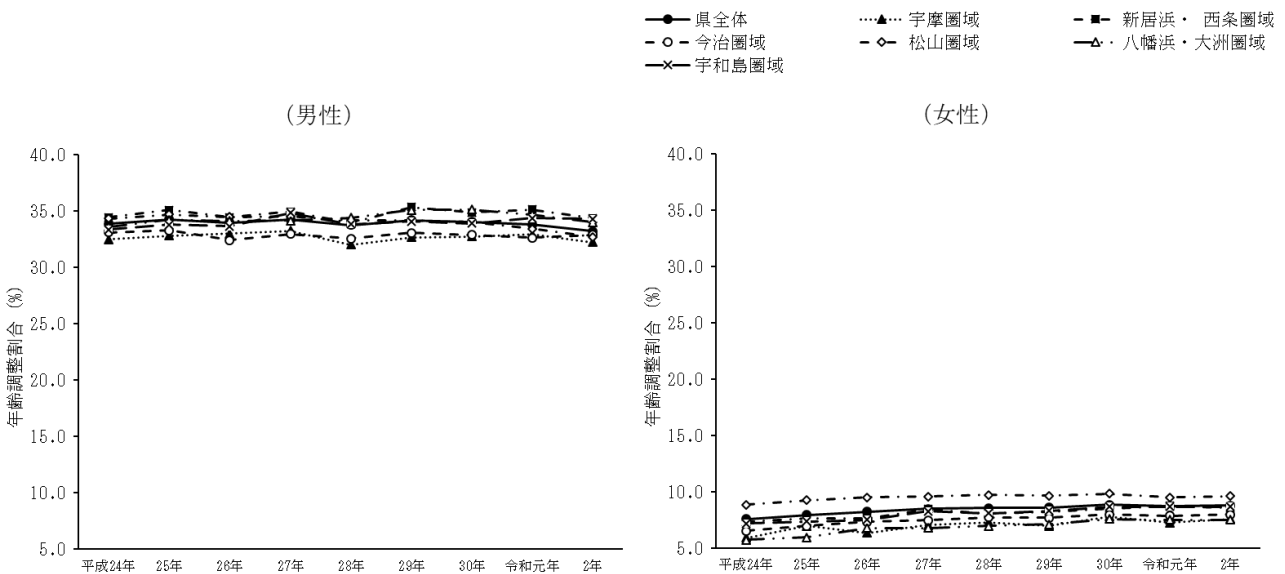 県全体 宇摩圏域 新居浜・ 西条圏域
今治圏域 松山圏域 八幡浜・大洲圏域
宇和島圏域
(男性)
年齢調整割合 (%)
40.0
35.0
30.0
25.0
20.0
15.0
10.0
5.0
平成24年 25年 26年 27年 28年 29年 30年 令和元年 2年
(女性)
年齢調整割合 (%)
40.0
35.0
30.0
25.0
20.0
15.0
10.0
5.0
平成24年 25年 26年 27年 28年 29年 30年 令和元年 2年